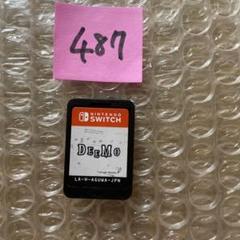 487
NINTENDO
SWITCH
DEEMO
LA-H-AGUWA-JPN